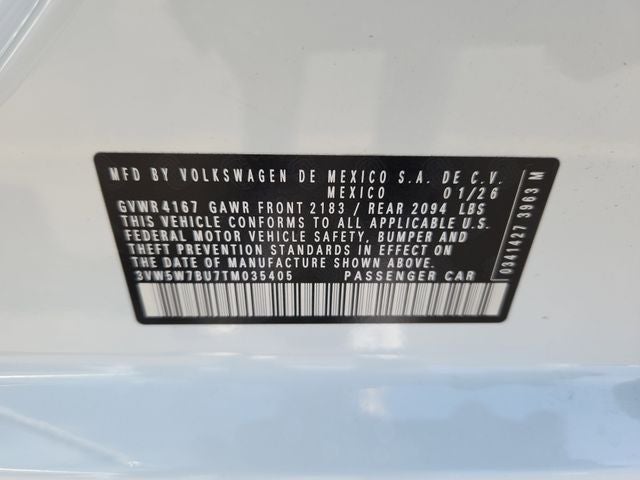 MFD BY VOLKSWAGEN DE MEXICO S.A. DE C.V.
MEXICO 01/26
GVWR 4167 GAWR FRONT 2183 / REAR 2094 LBS
THIS VEHICLE CONFORMS TO ALL APPLICABLE U.S.
FEDERAL MOTOR VEHICLE SAFETY, BUMPER AND
THEFT PREVENTION STANDARDS IN EFFECT ON
THE DATE OF MANUFACTURE SHOWN ABOVE.
3VW5W7BU7TM035405 PASSENGER CAR
0341427 3963 M